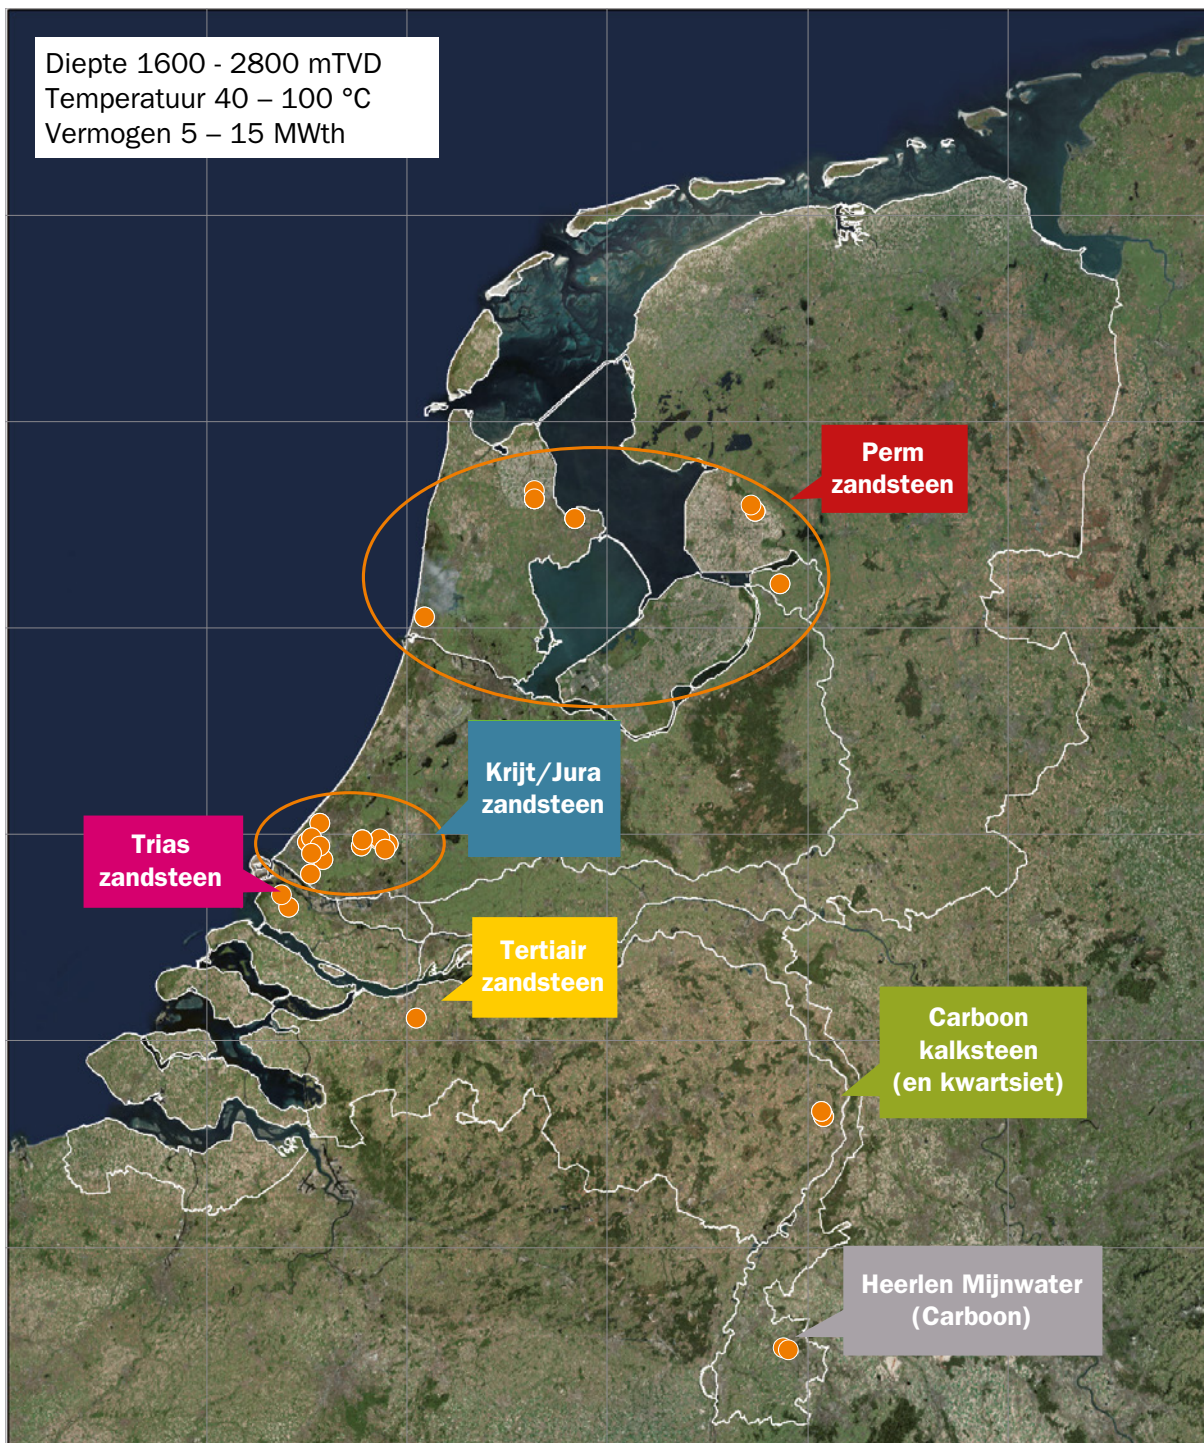 Diepte 1600 - 2800 mTVD
Temperatuur 40 – 100 °C
Vermogen 5 – 15 MWth
Perm
zandsteen
Krijt/Jura
zandsteen
Trias
zandsteen
Tertiair
zandsteen
Carboon
kalksteen
(en kwartsiet)
Heerlen Mijnwater
(Carboon)